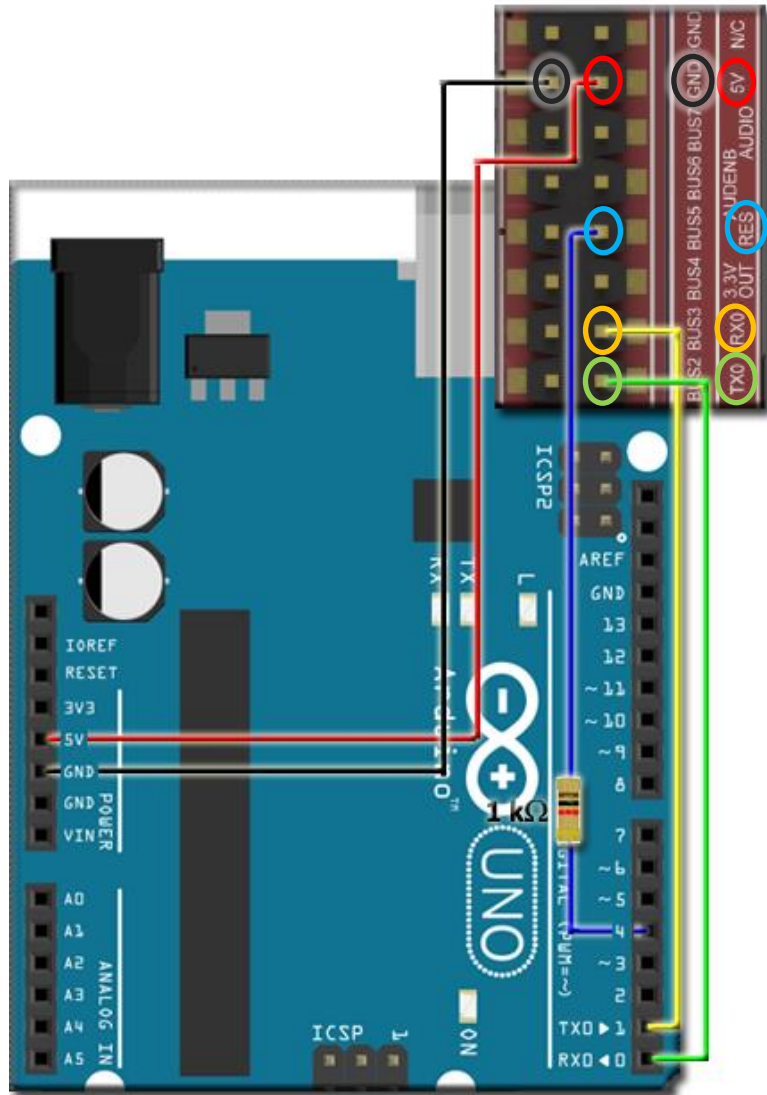 BUS2 BUS3 BUS4 BUS5 BUS6 BUS7 GND GND
TX0 RX0 3.3V OUT RES AUDENB AUDIO 5V N/C
ICSP2
AREF
GND
13
12
~11
~10
~9
8
7
~6
~5
4
~3
2
TX0▶1
RX0◀0
DIGITAL (PWM=~)
RX
TX
L
Arduino™
UNO
1 kΩ
ON
ICSP
1
IOREF
RESET
3V3
5V
GND
GND
VIN
POWER
A0
A1
A2
A3
A4
A5
ANALOG IN